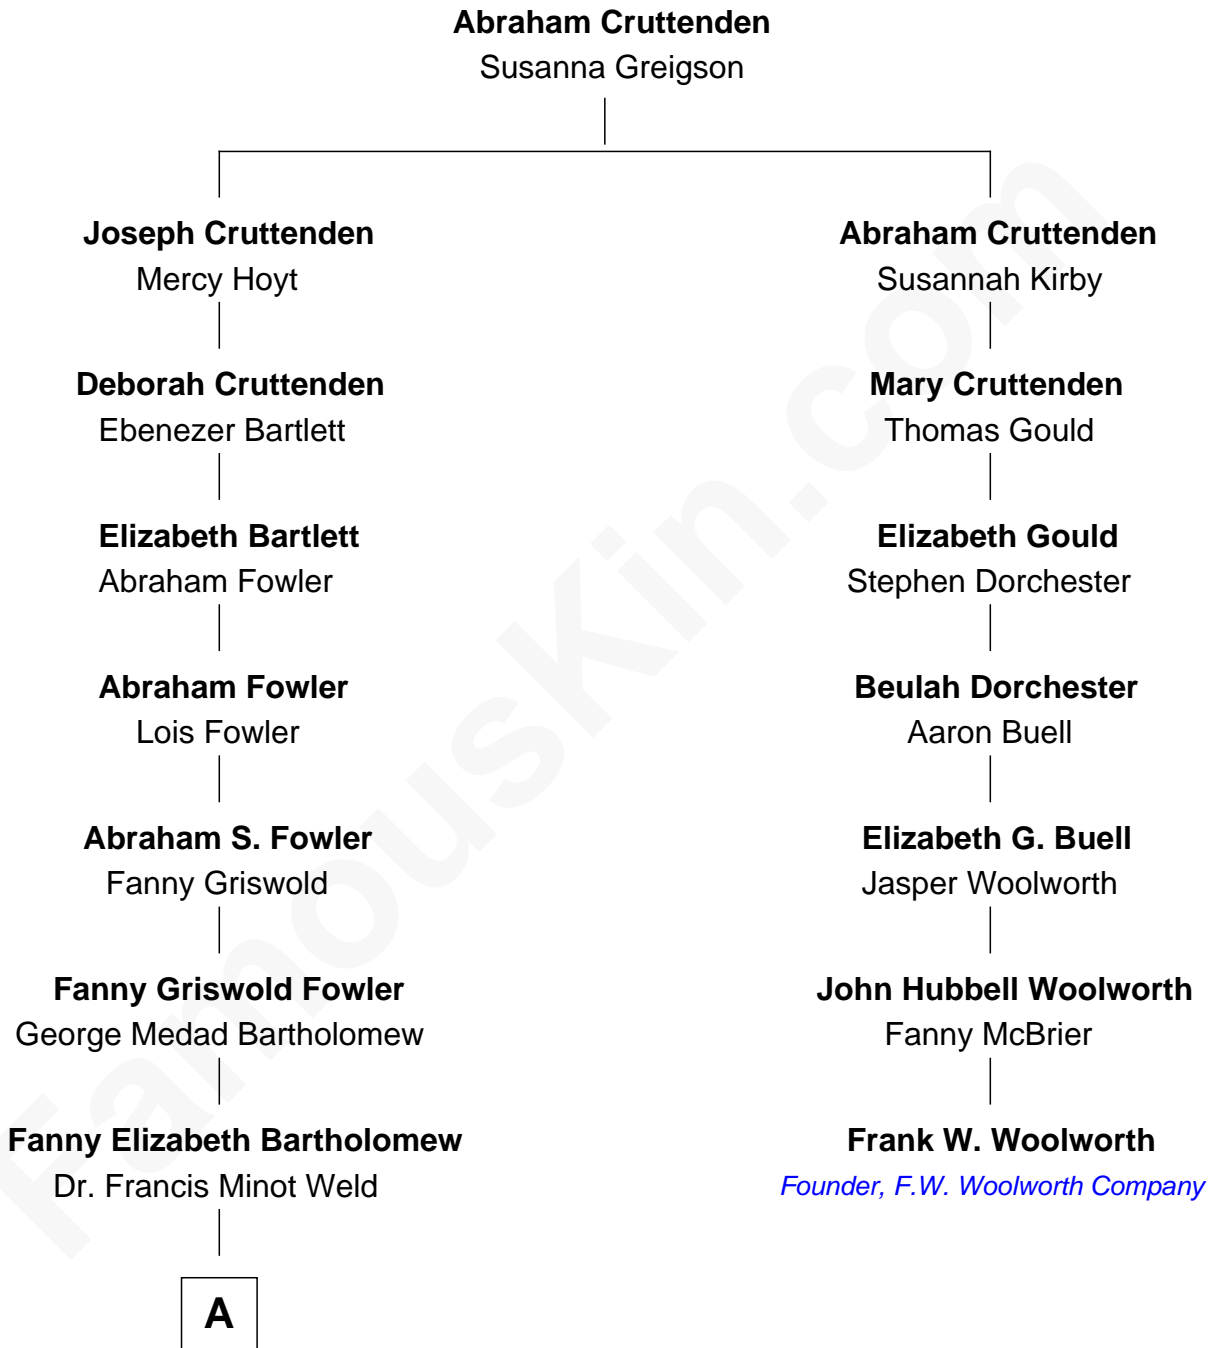 Abraham Cruttenden
Susanna Greigson
Joseph Cruttenden
Mercy Hoyt
Abraham Cruttenden
Susannah Kirby
Deborah Cruttenden
Ebenezer Bartlett
Mary Cruttenden
Thomas Gould
Elizabeth Bartlett
Abraham Fowler
Elizabeth Gould
Stephen Dorchester
Abraham Fowler
Lois Fowler
Beulah Dorchester
Aaron Buell
Abraham S. Fowler
Fanny Griswold
Elizabeth G. Buell
Jasper Woolworth
Fanny Griswold Fowler
George Medad Bartholomew
John Hubbell Woolworth
Fanny McBrier
Fanny Elizabeth Bartholomew
Dr. Francis Minot Weld
Frank W. Woolworth
Founder, F.W. Woolworth Company
A
FamousKin.com